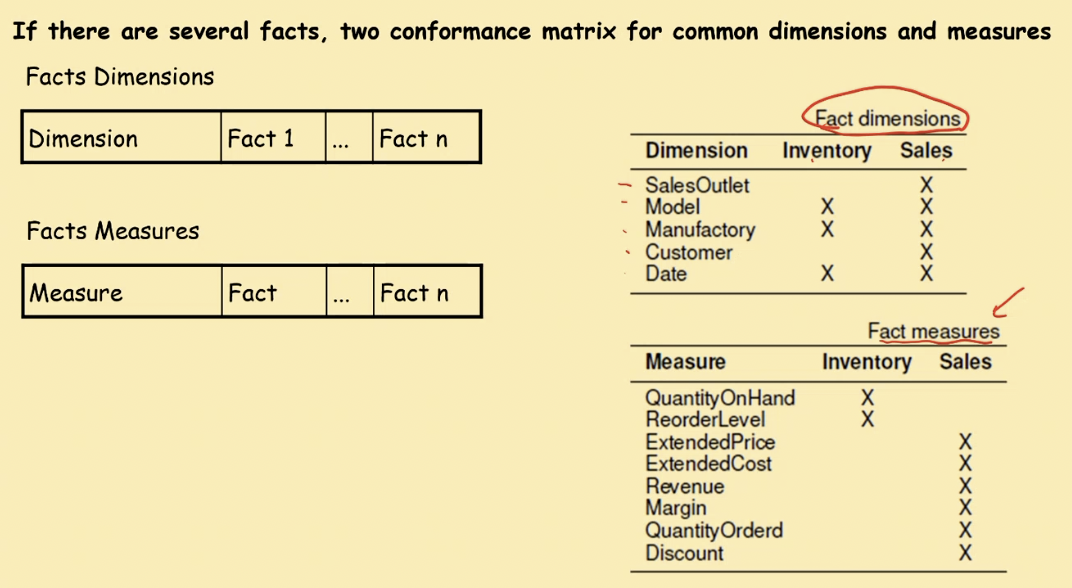 If there are several facts, two conformance matrix for common dimensions and measures
Facts Dimensions
Dimension Fact 1 ... Fact n
Facts Measures
Measure Fact ... Fact n
Fact dimensions
Dimension Inventory Sales
SalesOutlet X
Model X X
Manufactory X X
Customer X
Date X X
Fact measures
Measure Inventory Sales
QuantityOnHand X
ReorderLevel X
ExtendedPrice X
ExtendedCost X
Revenue X
Margin X
QuantityOrderd X
Discount X